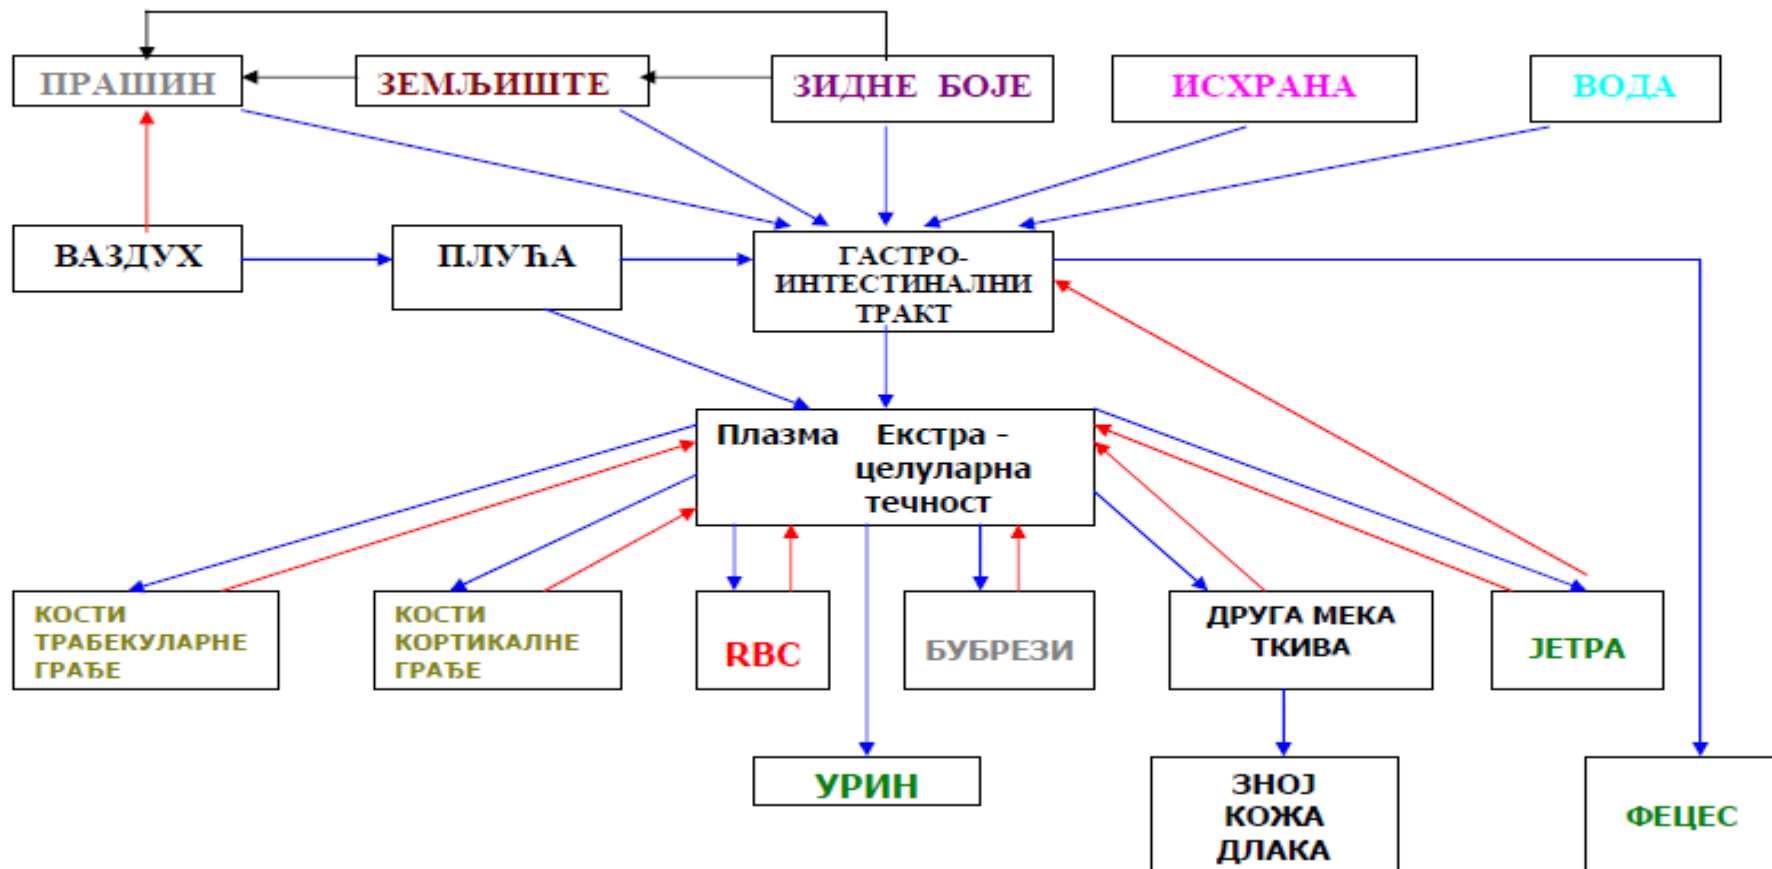 ПРАШИН
ЗЕМЉИШТЕ
ЗИДНЕ БОЈЕ
ИСХРАНА
ВОДА
ВАЗДУХ
ПЛУЋА
ГАСТРО-
ИНТЕСТИНАЛНИ
ТРАКТ
Плазма Екстра -
целуларна
течност
КОСТИ
ТРАБЕКУЛАРНЕ
ГРАЂЕ
КОСТИ
КОРТИКАЛНЕ
ГРАЂЕ
RBC
БУБРЕЗИ
ДРУГА МЕКА
ТКИВА
ЈЕТРА
УРИН
ЗНОЈ
КОЖА
ДЛАКА
ФЕЦЕС